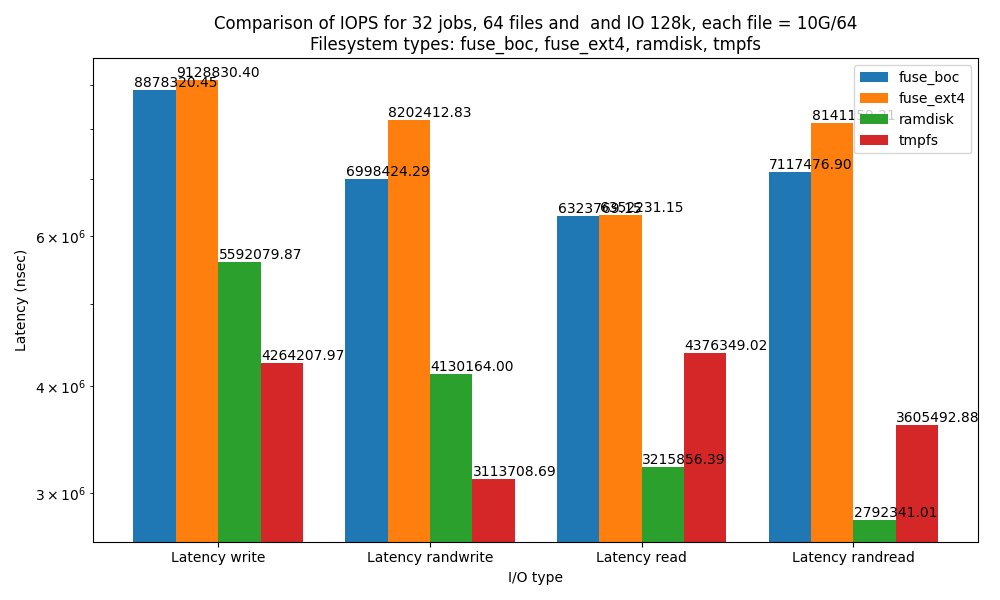 Comparison of IOPS for 32 jobs, 64 files and  and IO 128k, each file = 10G/64
Filesystem types: fuse_boc, fuse_ext4, ramdisk, tmpfs
fuse_boc
fuse_ext4
ramdisk
tmpfs
8878320.45
9128830.40
5592079.87
4264207.97
6998424.29
8202412.83
4130164.00
3113708.69
6323769.15
6352231.15
3215856.39
4376349.02
7117476.90
2792341.01
3605492.88
Latency (nsec)
6 × 10⁶
4 × 10⁶
3 × 10⁶
Latency write
Latency randwrite
Latency read
Latency randread
I/O type